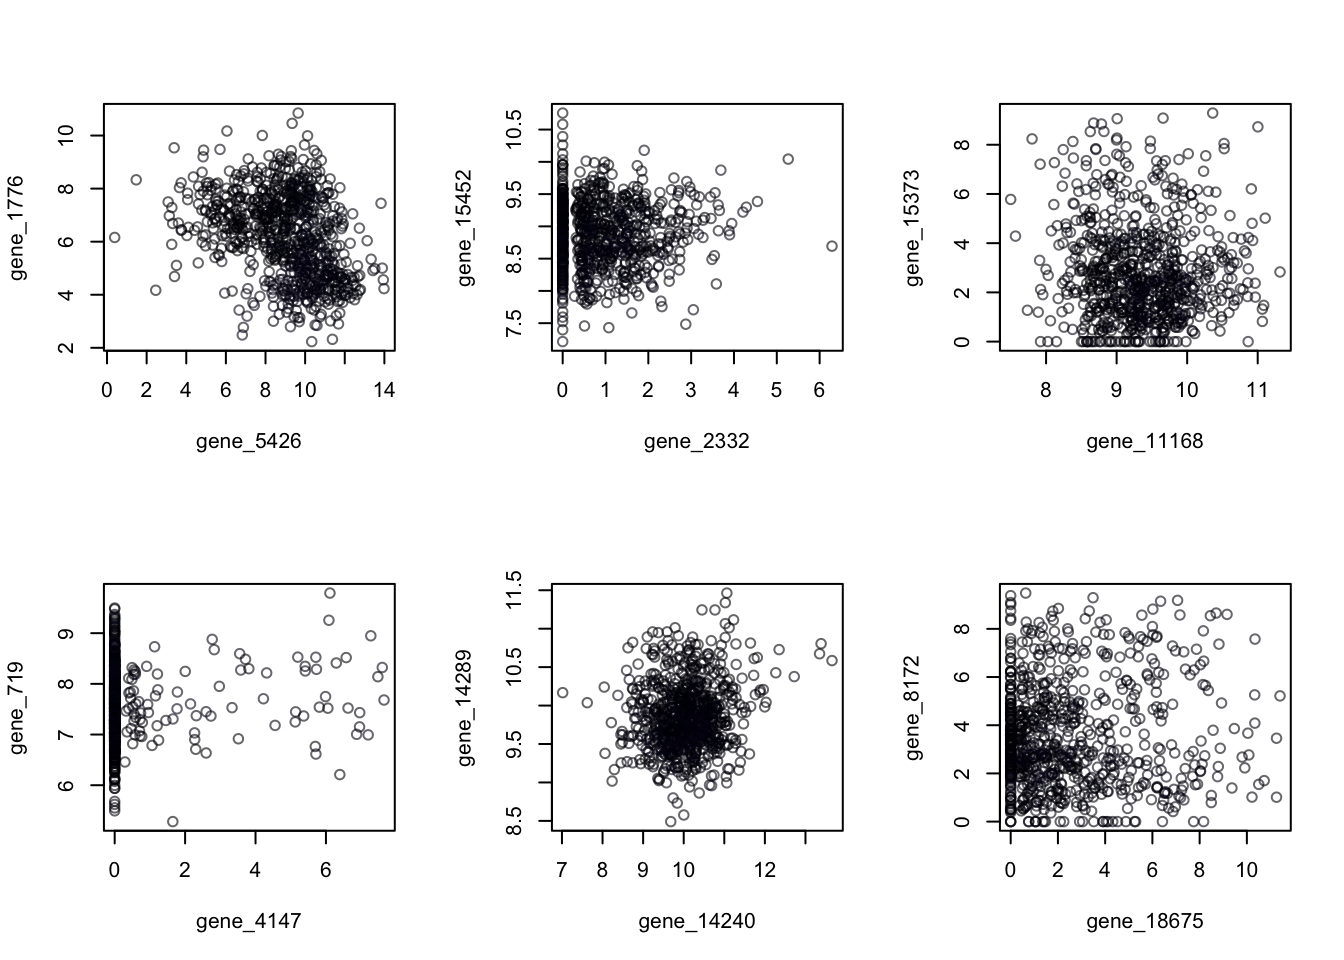 gene_1776
10
8
6
4
2
0 2 4 6 8 10 14
gene_5426
gene_15452
10.5
9.5
8.5
7.5
0 1 2 3 4 5 6
gene_2332
gene_15373
8
6
4
2
0
8 9 10 11
gene_11168
gene_719
9
8
7
6
0 2 4 6
gene_4147
gene_14289
11.5
10.5
9.5
8.5
7 8 9 10 12
gene_14240
gene_8172
8
6
4
2
0
0 2 4 6 8 10
gene_18675